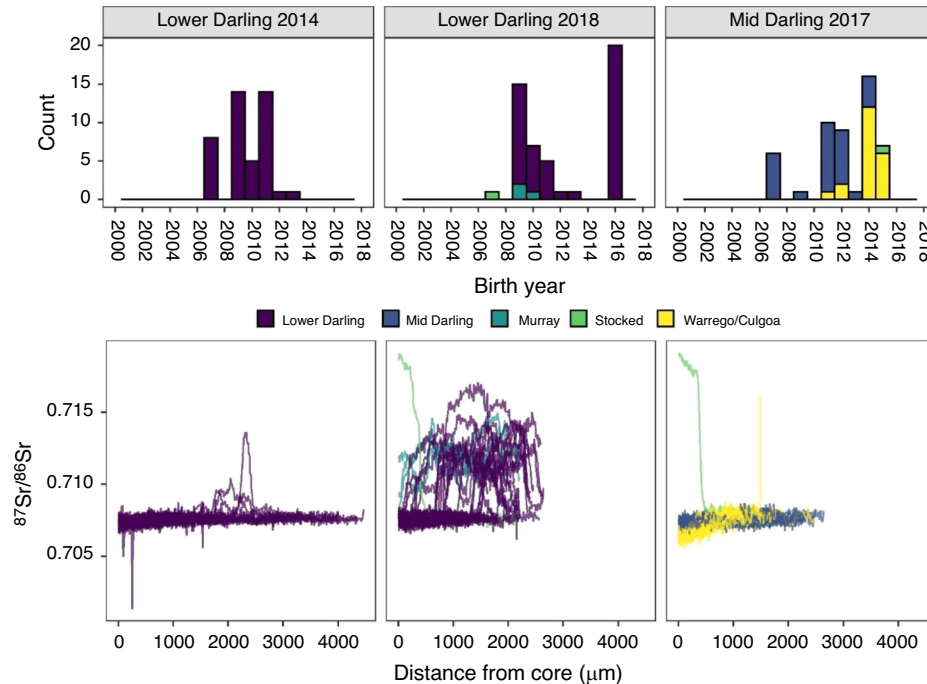 Lower Darling 2014 Lower Darling 2018 Mid Darling 2017
20
15
10
5
0
Count
2000 2002 2004 2006 2008 2010 2012 2014 2016 2018 2000 2002 2004 2006 2008 2010 2012 2014 2016 2018 2000 2002 2004 2006 2008 2010 2012 2014 2016 2018
Birth year
Lower Darling Mid Darling Murray Stocked Warrego/Culgoa
0.715
0.710
0.705
⁸⁷Sr/⁸⁶Sr
0 1000 2000 3000 4000 0 1000 2000 3000 4000 0 1000 2000 3000 4000
Distance from core (μm)